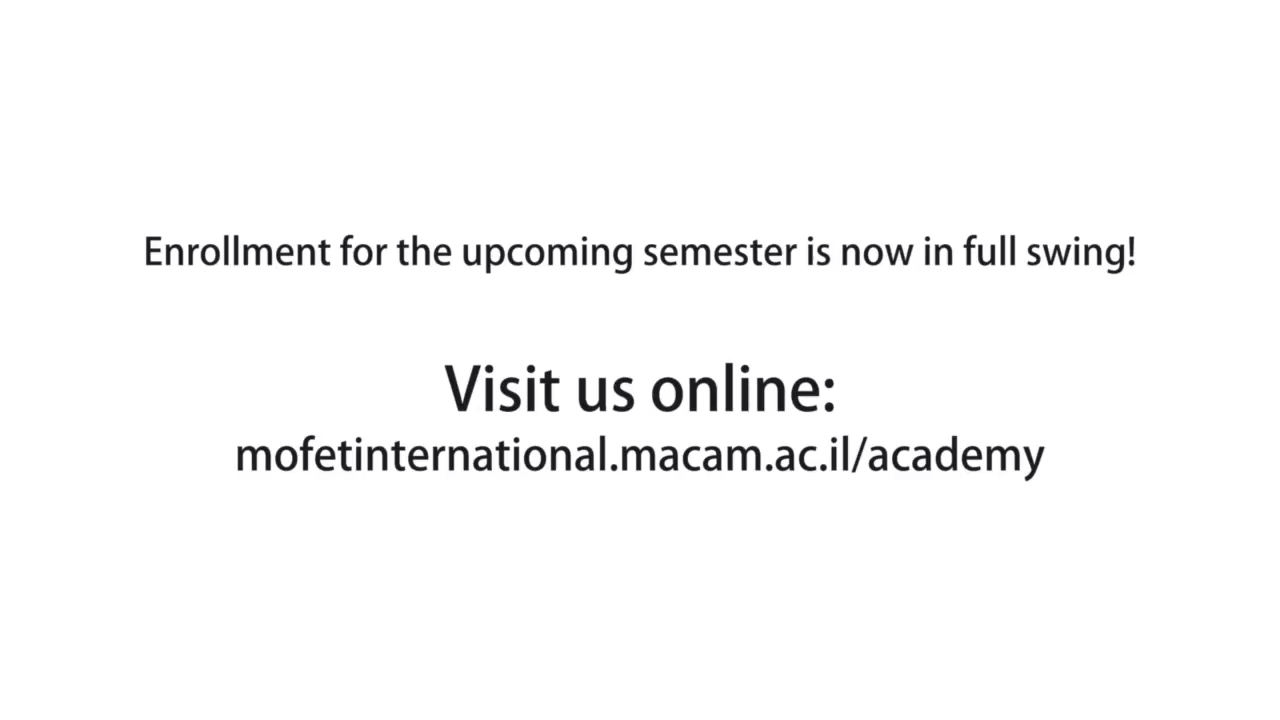 Enrollment for the upcoming semester is now in full swing!
Visit us online:
mofetinternational.macam.ac.il/academy